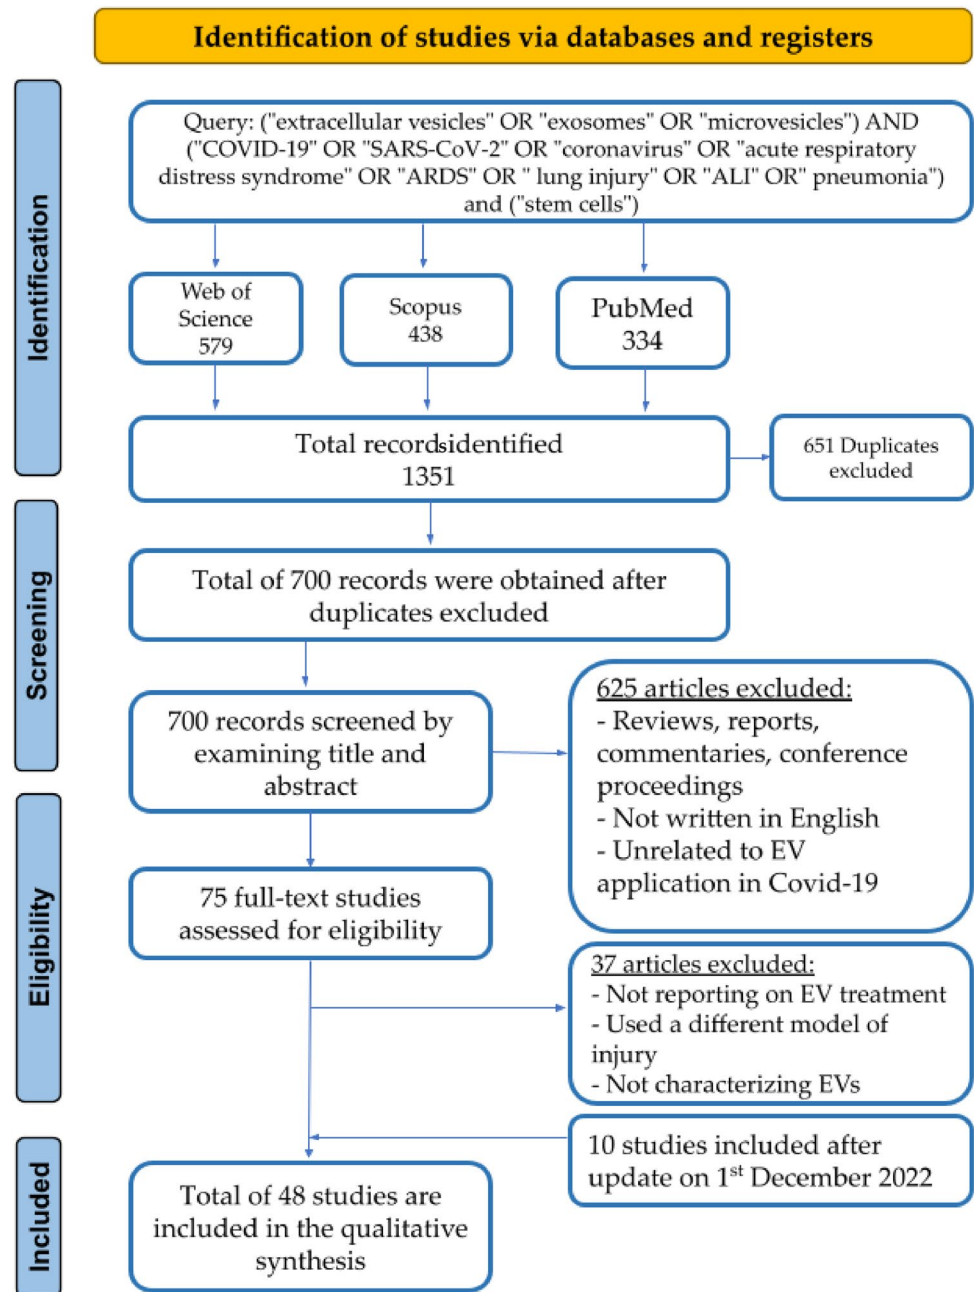 Identification of studies via databases and registers
Identification
Query: ("extracellular vesicles" OR "exosomes" OR "microvesicles") AND
("COVID-19" OR "SARS-CoV-2" OR "coronavirus" OR "acute respiratory
distress syndrome" OR "ARDS" OR " lung injury" OR "ALI" OR" pneumonia")
and ("stem cells")
Web of
Science
579
Scopus
438
PubMed
334
Total recordsidentified
1351
651 Duplicates
excluded
Screening
Total of 700 records were obtained after
duplicates excluded
700 records screened by
examining title and
abstract
625 articles excluded:
- Reviews, reports,
commentaries, conference
proceedings
- Not written in English
- Unrelated to EV
application in Covid-19
Eligibility
75 full-text studies
assessed for eligibility
37 articles excluded:
- Not reporting on EV treatment
- Used a different model of
injury
- Not characterizing EVs
Included
10 studies included after
update on 1st December 2022
Total of 48 studies are
included in the qualitative
synthesis